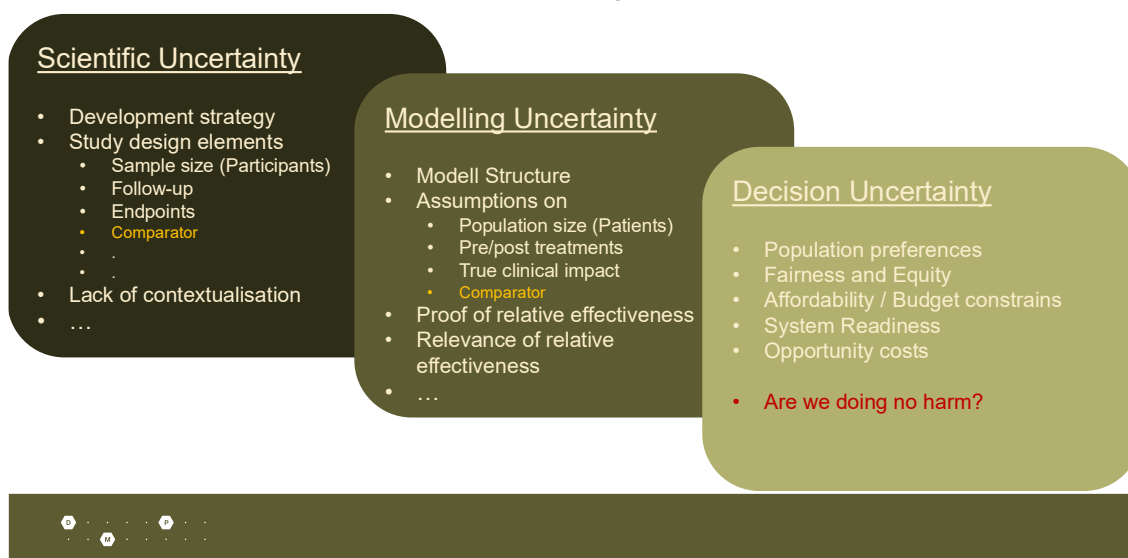 Scientific Uncertainty
• Development strategy
• Study design elements
• Sample size (Participants)
• Follow-up
• Endpoints
• Comparator
• .
• .
• Lack of contextualisation
• …
Modelling Uncertainty
• Modell Structure
• Assumptions on
• Population size (Patients)
• Pre/post treatments
• True clinical impact
• Comparator
• Proof of relative effectiveness
• Relevance of relative
effectiveness
• …
Decision Uncertainty
• Population preferences
• Fairness and Equity
• Affordability / Budget constrains
• System Readiness
• Opportunity costs
• Are we doing no harm?
D P
M